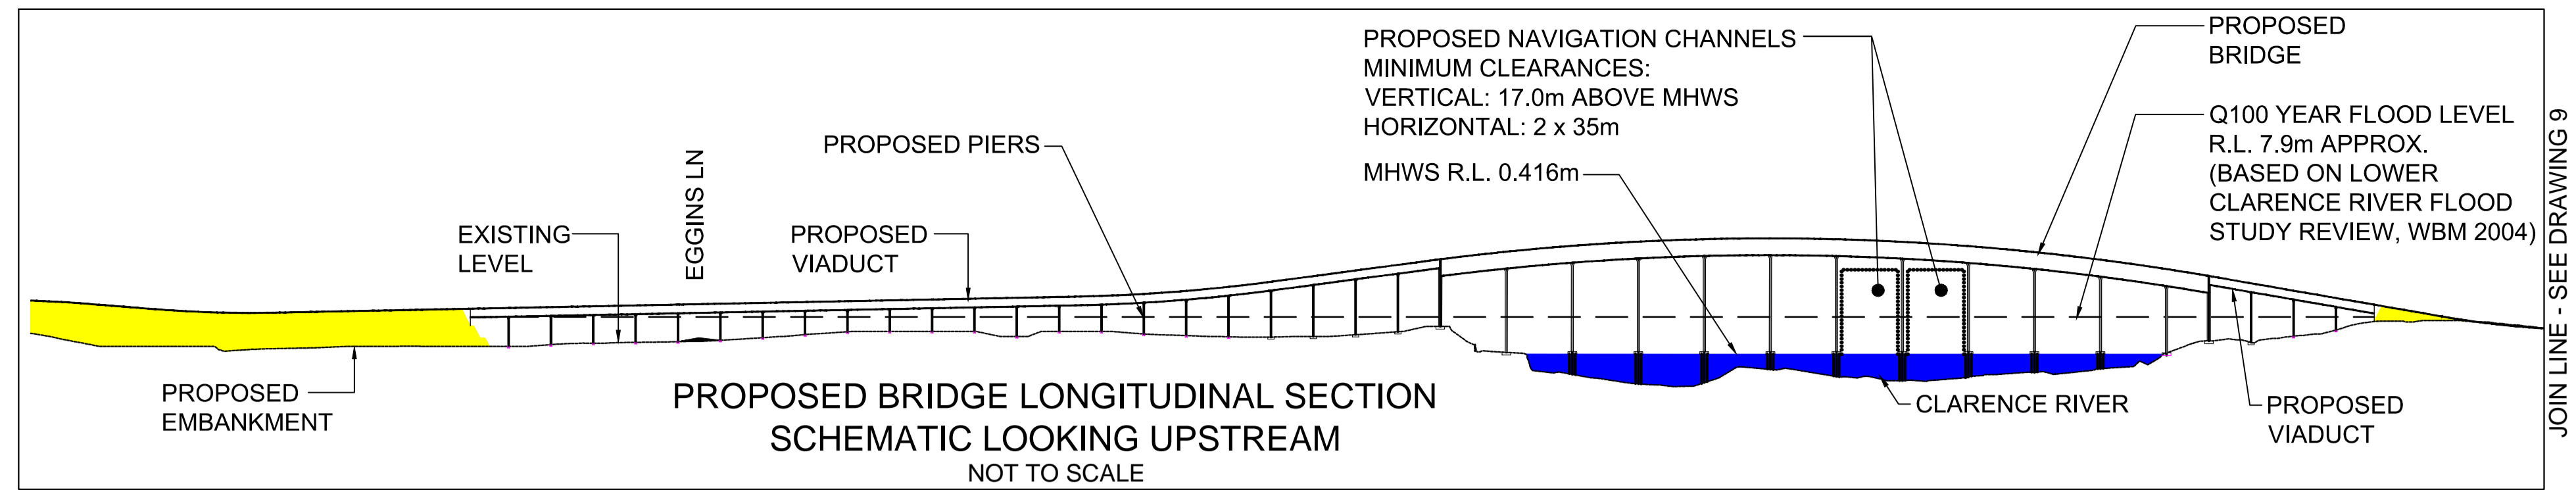 PROPOSED NAVIGATION CHANNELS
MINIMUM CLEARANCES:
VERTICAL: 17.0m ABOVE MHWS
HORIZONTAL: 2 x 35m
MHWS R.L. 0.416m
PROPOSED
BRIDGE
Q100 YEAR FLOOD LEVEL
R.L. 7.9m APPROX.
(BASED ON LOWER
CLARENCE RIVER FLOOD
STUDY REVIEW, WBM 2004)
JOIN LINE - SEE DRAWING 9
PROPOSED PIERS
EGGINS LN
EXISTING
LEVEL
PROPOSED
VIADUCT
PROPOSED
EMBANKMENT
CLARENCE RIVER
PROPOSED
VIADUCT
PROPOSED BRIDGE LONGITUDINAL SECTION
SCHEMATIC LOOKING UPSTREAM
NOT TO SCALE